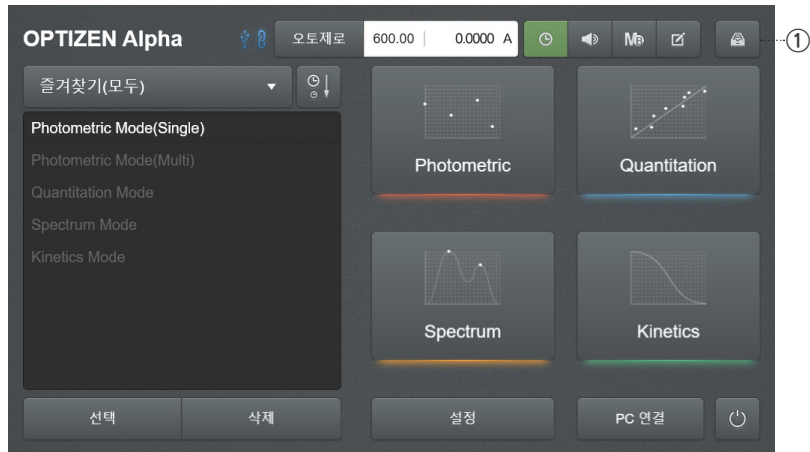 OPTIZEN Alpha
오토제로
600.00 0.0000 A
MB
①
즐겨찾기(모두)
Photometric Mode(Single)
Photometric Mode(Multi)
Quantitation Mode
Spectrum Mode
Kinetics Mode
Photometric
Quantitation
Spectrum
Kinetics
선택
삭제
설정
PC 연결